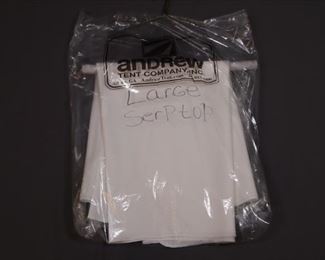 andrew
TENT COMPANY, INC.
Large
SerPtop